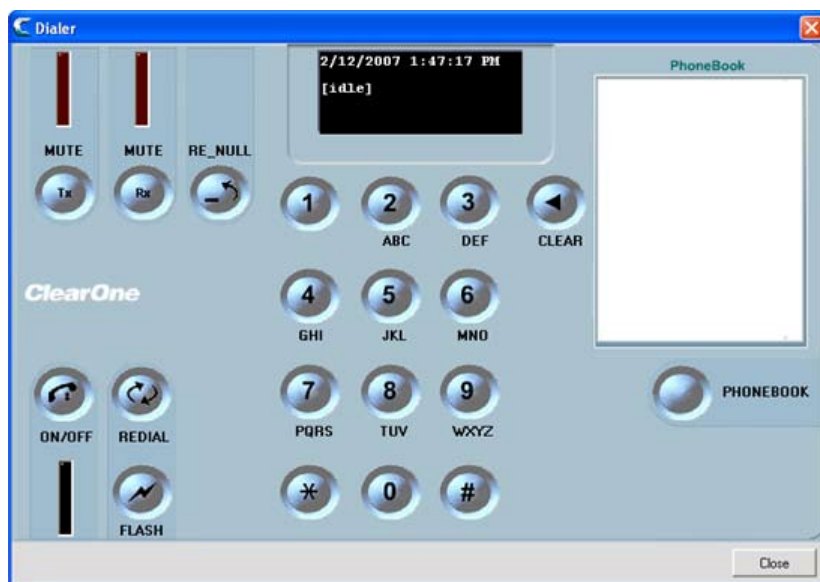 Dialer
2/12/2007 1:47:17 PM
[idle]
PhoneBook
MUTE MUTE RE_NULL
Tx Rx
1 2 3
ABC DEF CLEAR
ClearOne
4 5 6
GHI JKL MNO
7 8 9
PHONEBOOK
ON/OFF REDIAL PQRS TUV WXYZ
* 0 #
FLASH
Close